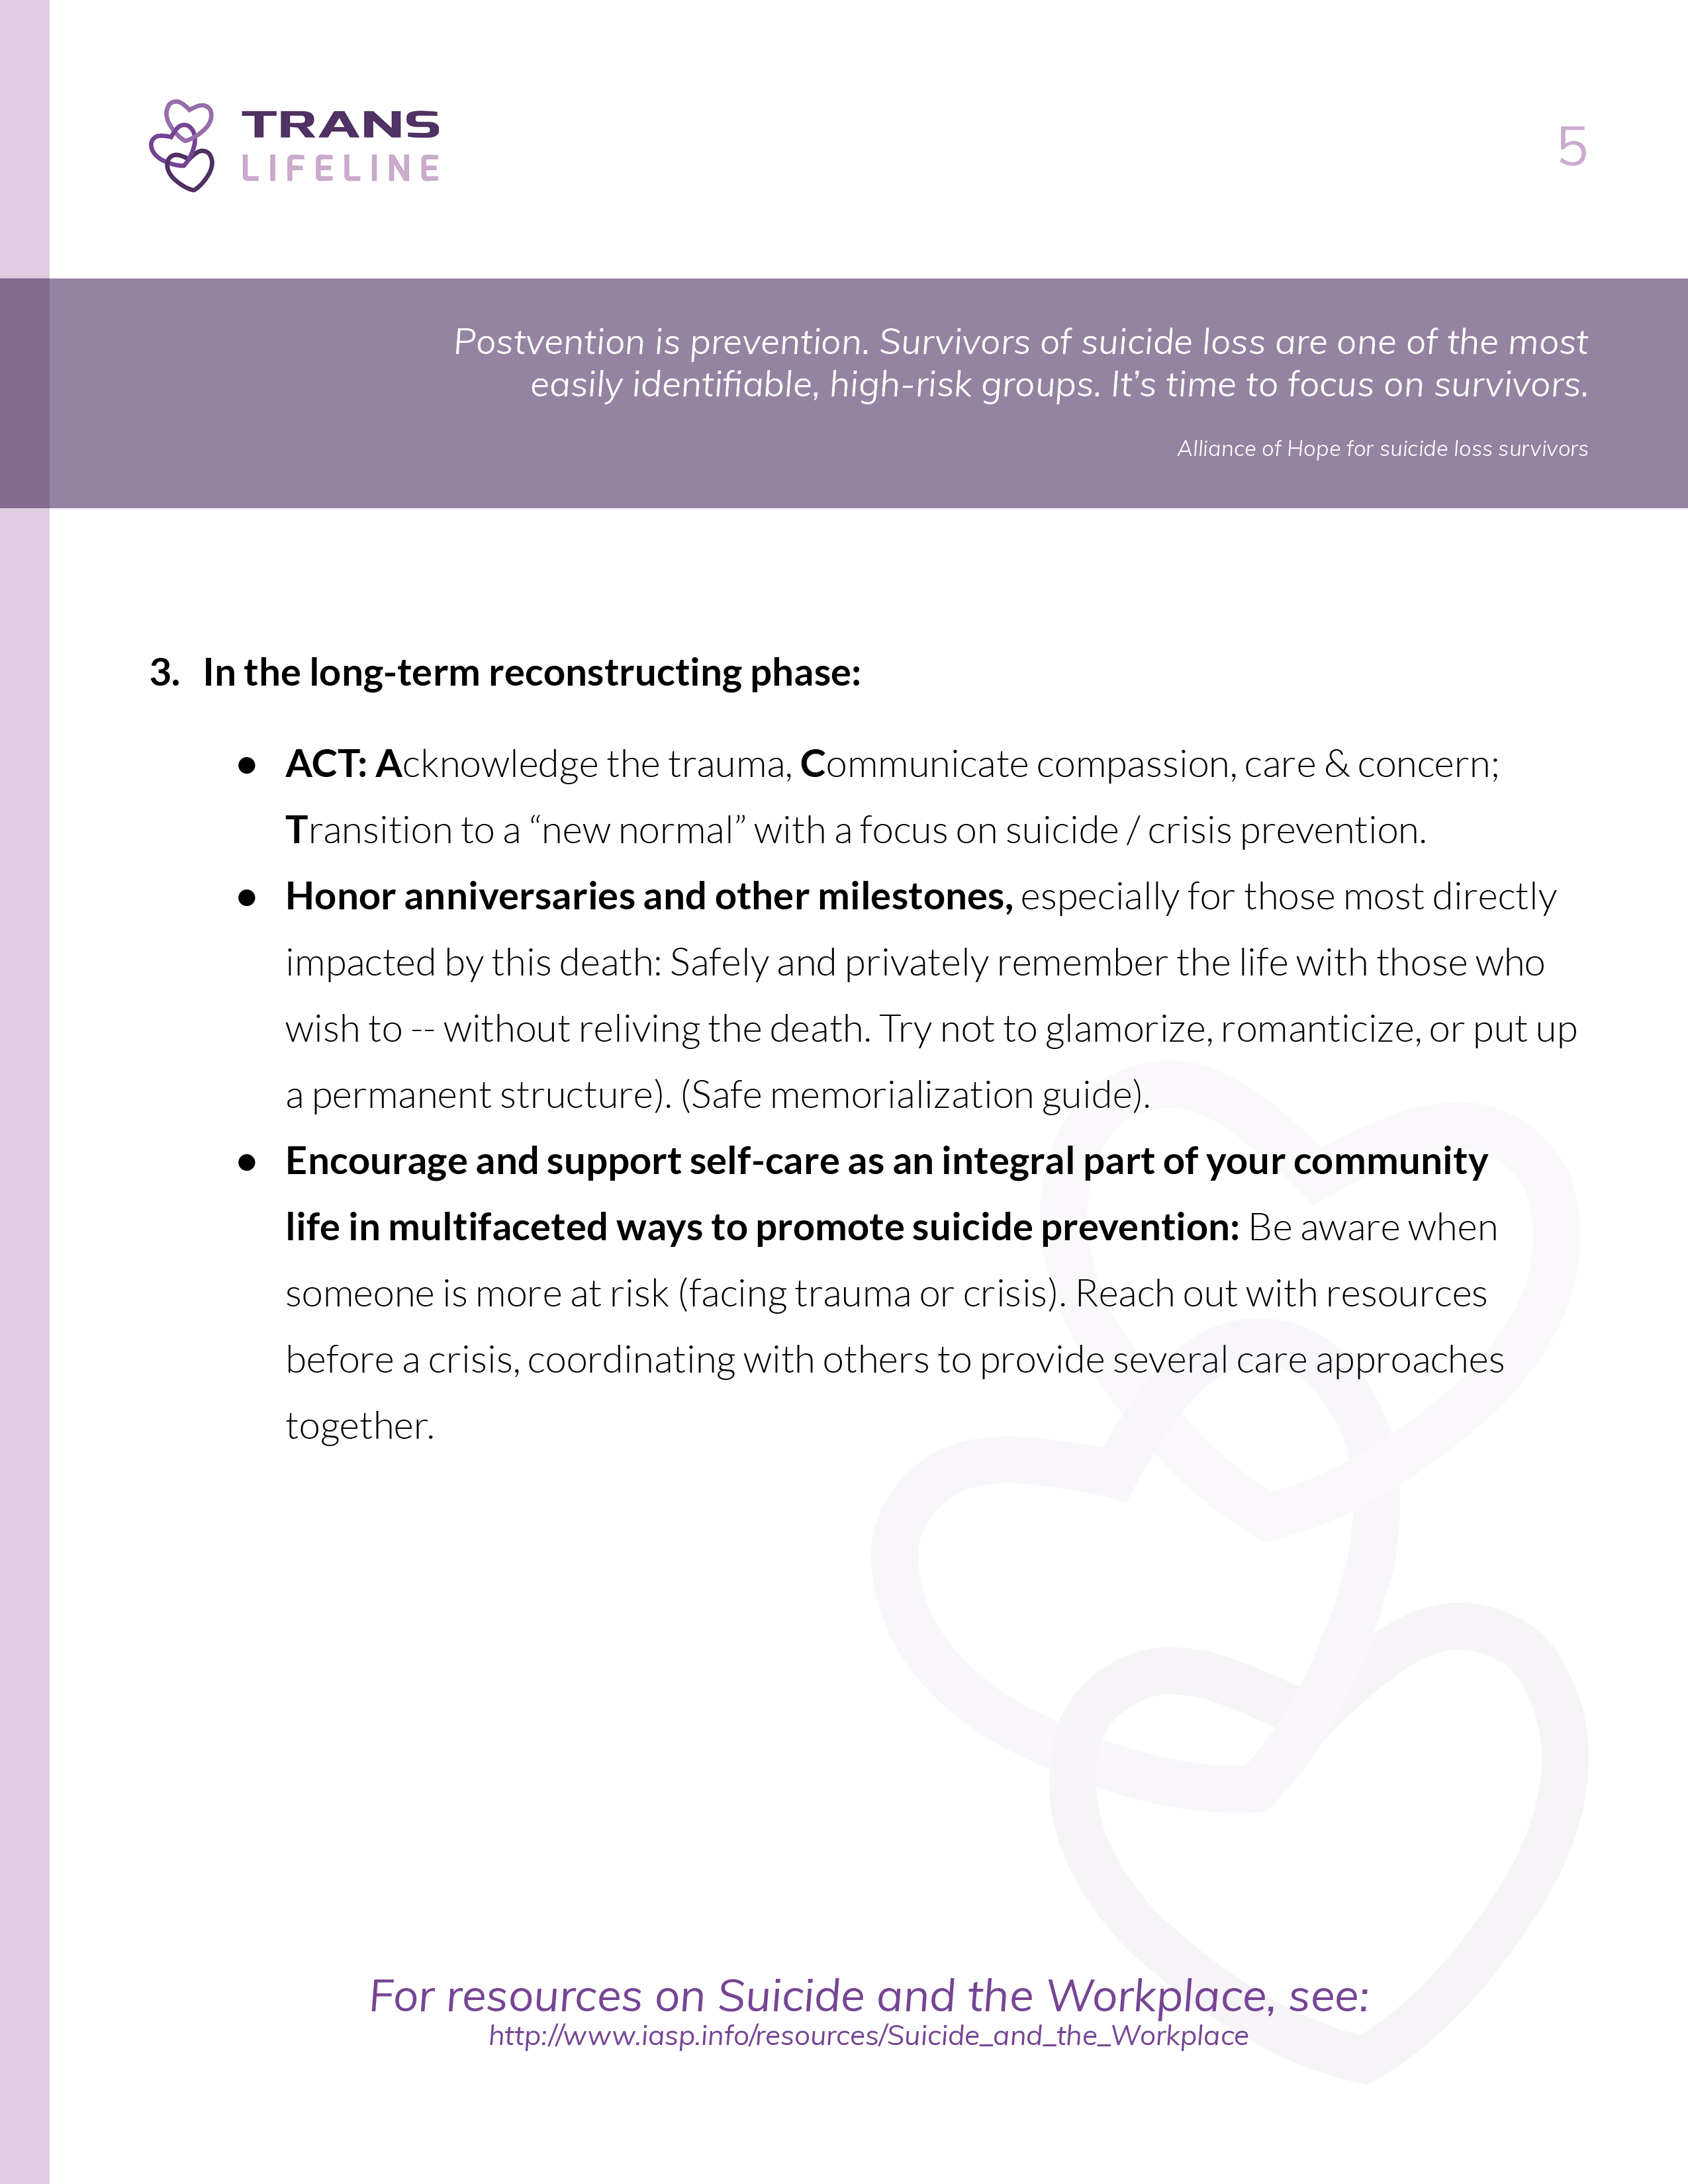 TRANS
LIFELINE
5
Postvention is prevention. Survivors of suicide loss are one of the most
easily identifiable, high-risk groups. It’s time to focus on survivors.
Alliance of Hope for suicide loss survivors
3. In the long-term reconstructing phase:
● ACT: Acknowledge the trauma, Communicate compassion, care & concern;
Transition to a “new normal” with a focus on suicide / crisis prevention.
● Honor anniversaries and other milestones, especially for those most directly
impacted by this death: Safely and privately remember the life with those who
wish to -- without reliving the death. Try not to glamorize, romanticize, or put up
a permanent structure). (Safe memorialization guide).
● Encourage and support self-care as an integral part of your community
life in multifaceted ways to promote suicide prevention: Be aware when
someone is more at risk (facing trauma or crisis). Reach out with resources
before a crisis, coordinating with others to provide several care approaches
together.
For resources on Suicide and the Workplace, see:
http://www.iasp.info/resources/Suicide_and_the_Workplace